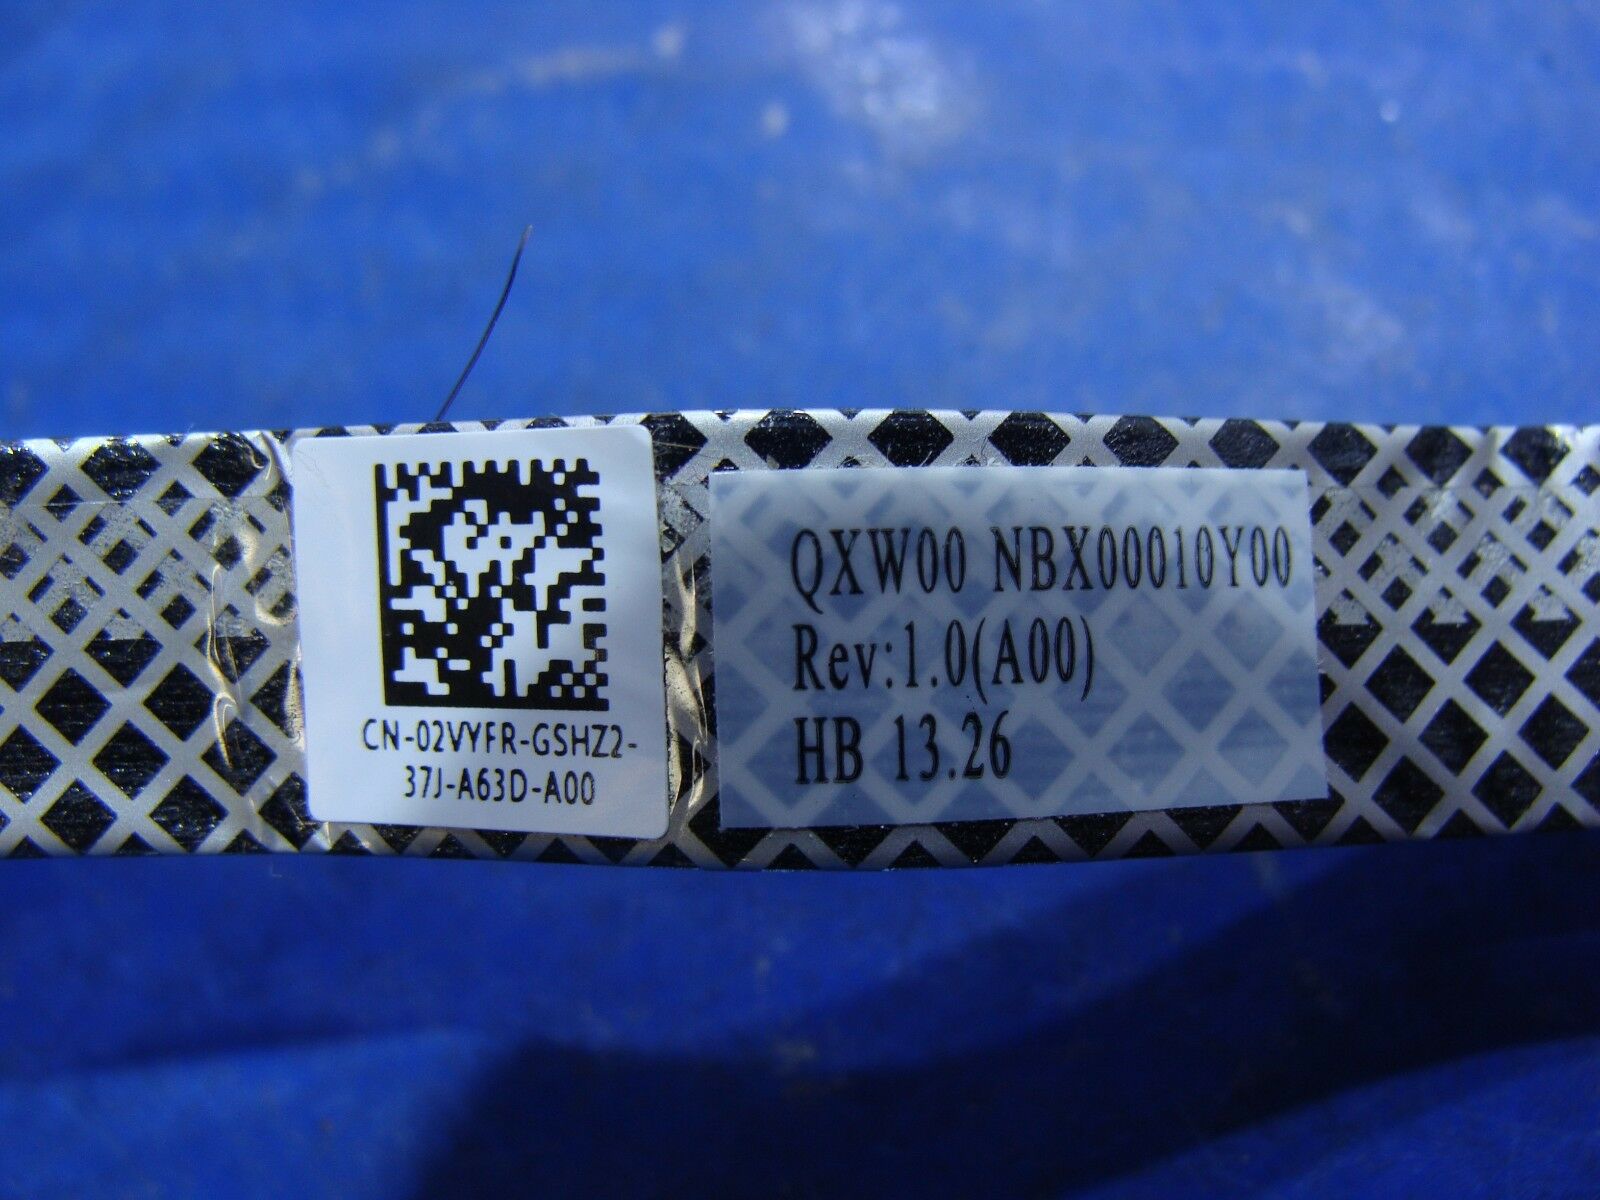 CN-02VYFR-GSHZ2-
37J-A63D-A00
QXW00 NBX00010Y00
Rev:1.0(A00)
HB 13.26